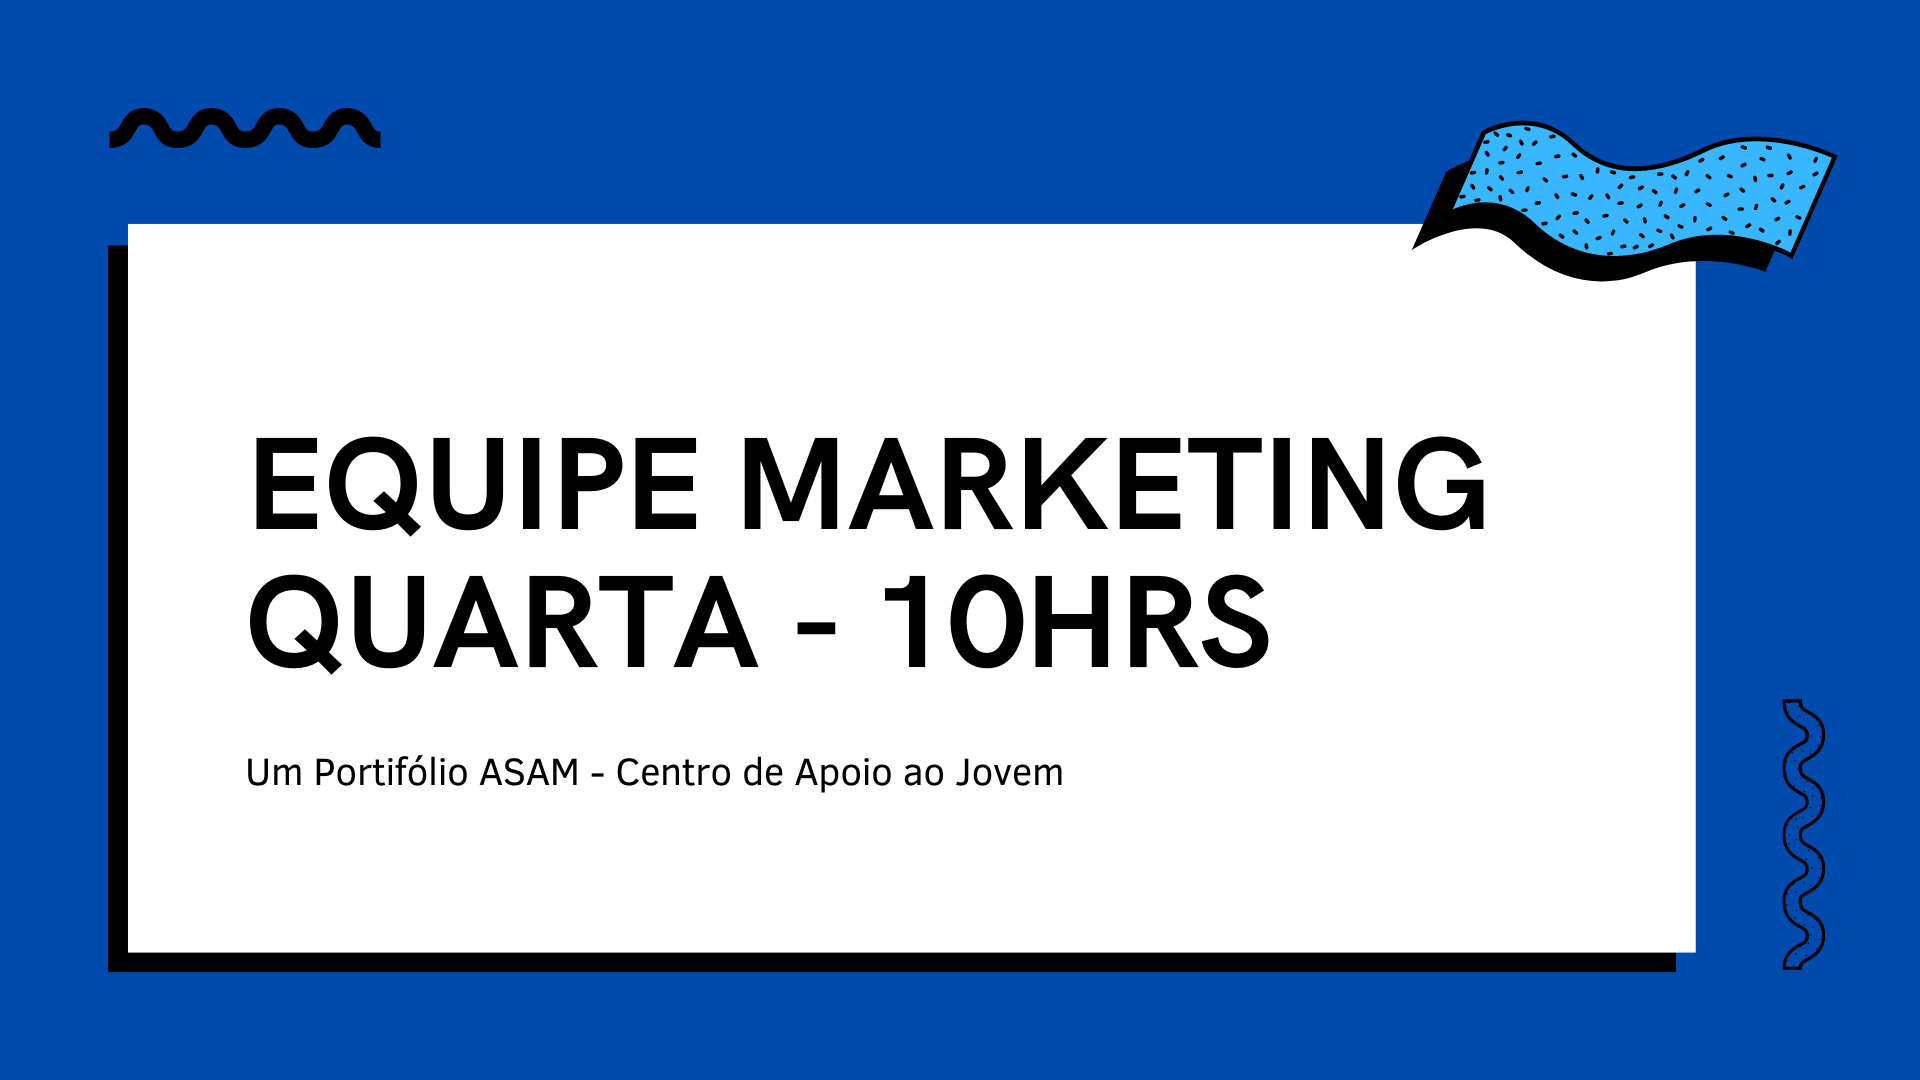 EQUIPE MARKETING
QUARTA - 10HRS
Um Portifólio ASAM - Centro de Apoio ao Jovem